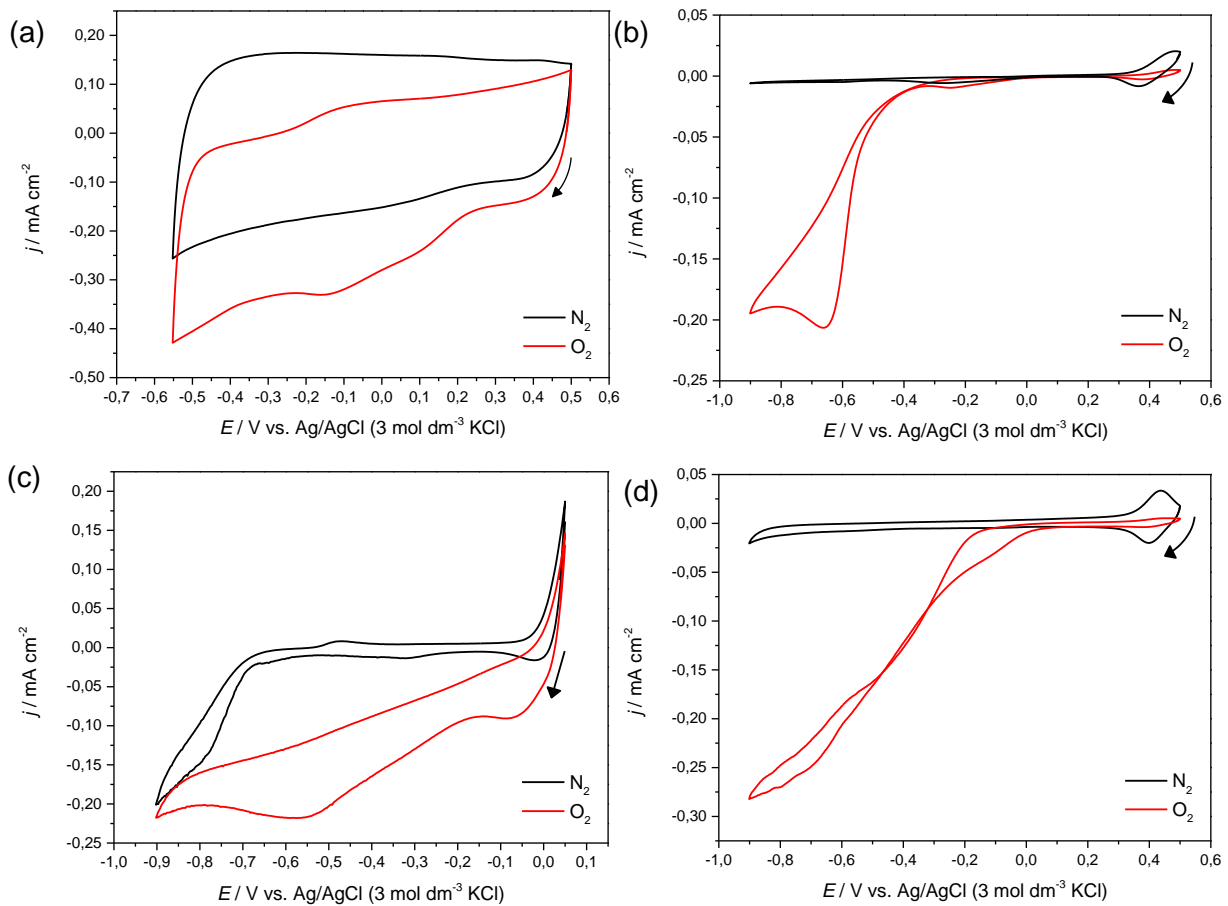 (a)
0,20
0,10
0,00
-0,10
-0,20
-0,30
-0,40
-0,50
j / mA cm-2
-0,7 -0,6 -0,5 -0,4 -0,3 -0,2 -0,1 0,0 0,1 0,2 0,3 0,4 0,5 0,6
E / V vs. Ag/AgCl (3 mol dm-3 KCl)
N2
O2
(b)
0,05
0,00
-0,05
-0,10
-0,15
-0,20
-0,25
j / mA cm-2
-1,0 -0,8 -0,6 -0,4 -0,2 0,0 0,2 0,4 0,6
E / V vs. Ag/AgCl (3 mol dm-3 KCl)
N2
O2
(c)
0,20
0,15
0,10
0,05
0,00
-0,05
-0,10
-0,15
-0,20
-0,25
j / mA cm-2
-1,0 -0,9 -0,8 -0,7 -0,6 -0,5 -0,4 -0,3 -0,2 -0,1 0,0 0,1
E / V vs. Ag/AgCl (3 mol dm-3 KCl)
N2
O2
(d)
0,05
0,00
-0,05
-0,10
-0,15
-0,20
-0,25
-0,30
j / mA cm-2
-1,0 -0,8 -0,6 -0,4 -0,2 0,0 0,2 0,4 0,6
E / V vs. Ag/AgCl (3 mol dm-3 KCl)
N2
O2